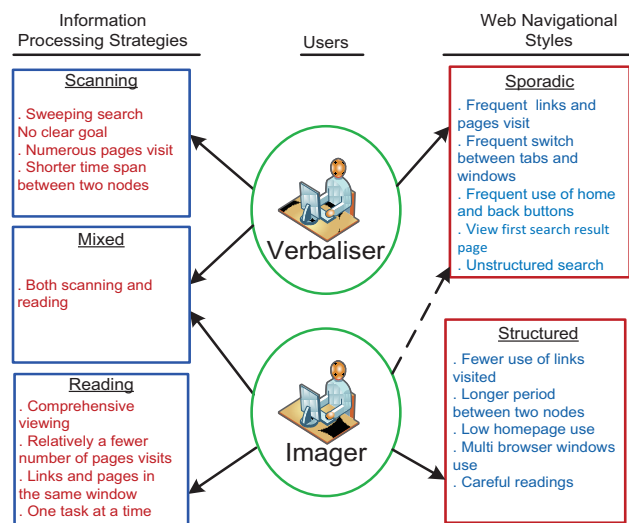 Information
Processing Strategies
Users
Web Navigational
Styles
Scanning
. Sweeping search
No clear goal
. Numerous pages visit
. Shorter time span
between two nodes
Mixed
. Both scanning and
reading
Reading
. Comprehensive
viewing
. Relatively a fewer
number of pages visits
. Links and pages in
the same window
. One task at a time
Verbaliser
Imager
Sporadic
. Frequent links and
pages visit
. Frequent switch
between tabs and
windows
. Frequent use of home
and back buttons
. View first search result
page
. Unstructured search
Structured
. Fewer use of links
visited
. Longer period
between two nodes
. Low homepage use
. Multi browser windows
use
. Careful readings